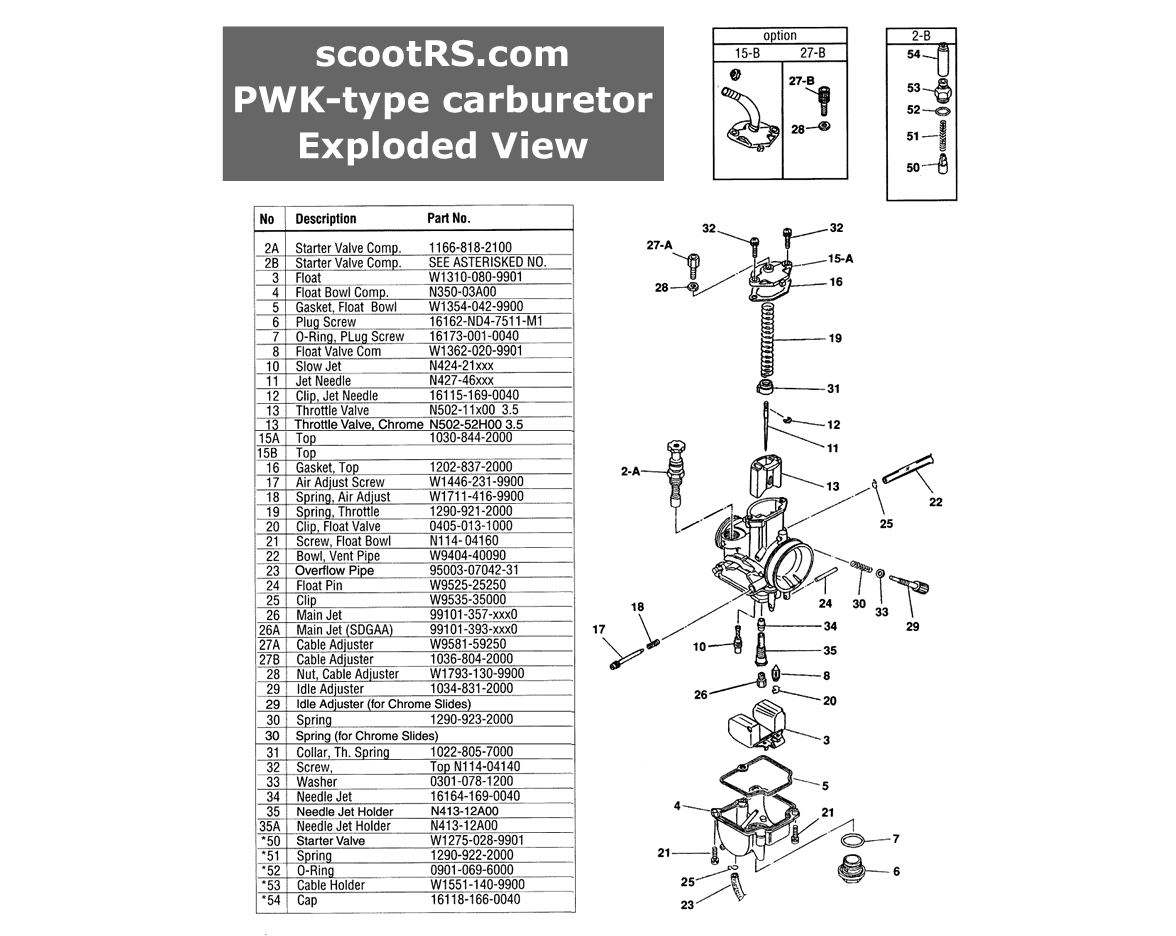 scootRS.com
PWK-type carburetor
Exploded View
option
15-B 27-B
27-B
28
2-B
54
53
52
51
50
No Description Part No.
2A Starter Valve Comp. 1166-818-2100
2B Starter Valve Comp. SEE ASTERISKED NO.
3 Float W1310-080-9901
4 Float Bowl Comp. N350-03A00
5 Gasket, Float Bowl W1354-042-9900
6 Plug Screw 16162-ND4-7511-M1
7 O-Ring, PLug Screw 16173-001-0040
8 Float Valve Com W1362-020-9901
10 Slow Jet N424-21xxx
11 Jet Needle N427-46xxx
12 Clip, Jet Needle 16115-169-0040
13 Throttle Valve N502-11x00 3.5
13 Throttle Valve, Chrome N502-52H00 3.5
15A Top 1030-844-2000
15B Top
16 Gasket, Top 1202-837-2000
17 Air Adjust Screw W1446-231-9900
18 Spring, Air Adjust W1711-416-9900
19 Spring, Throttle 1290-921-2000
20 Clip, Float Valve 0405-013-1000
21 Screw, Float Bowl N114- 04160
22 Bowl, Vent Pipe W9404-40090
23 Overflow Pipe 95003-07042-31
24 Float Pin W9525-25250
25 Clip W9535-35000
26 Main Jet 99101-357-xxx0
26A Main Jet (SDGAA) 99101-393-xxx0
27A Cable Adjuster W9581-59250
27B Cable Adjuster 1036-804-2000
28 Nut, Cable Adjuster W1793-130-9900
29 Idle Adjuster 1034-831-2000
29 Idle Adjuster (for Chrome Slides)
30 Spring 1290-923-2000
30 Spring (for Chrome Slides)
31 Collar, Th. Spring 1022-805-7000
32 Screw, Top N114-04140
33 Washer 0301-078-1200
34 Needle Jet 16164-169-0040
35 Needle Jet Holder N413-12A00
35A Needle Jet Holder N413-12A00
*50 Starter Valve W1275-028-9901
*51 Spring 1290-922-2000
*52 O-Ring 0901-069-6000
*53 Cable Holder W1551-140-9900
*54 Cap 16118-166-0040
32
32
27-A
15-A
28
16
19
31
12
11
2-A
13
22
25
24
30
33
29
18
17
34
10
35
8
26
20
3
5
4
21
7
21
6
25
23